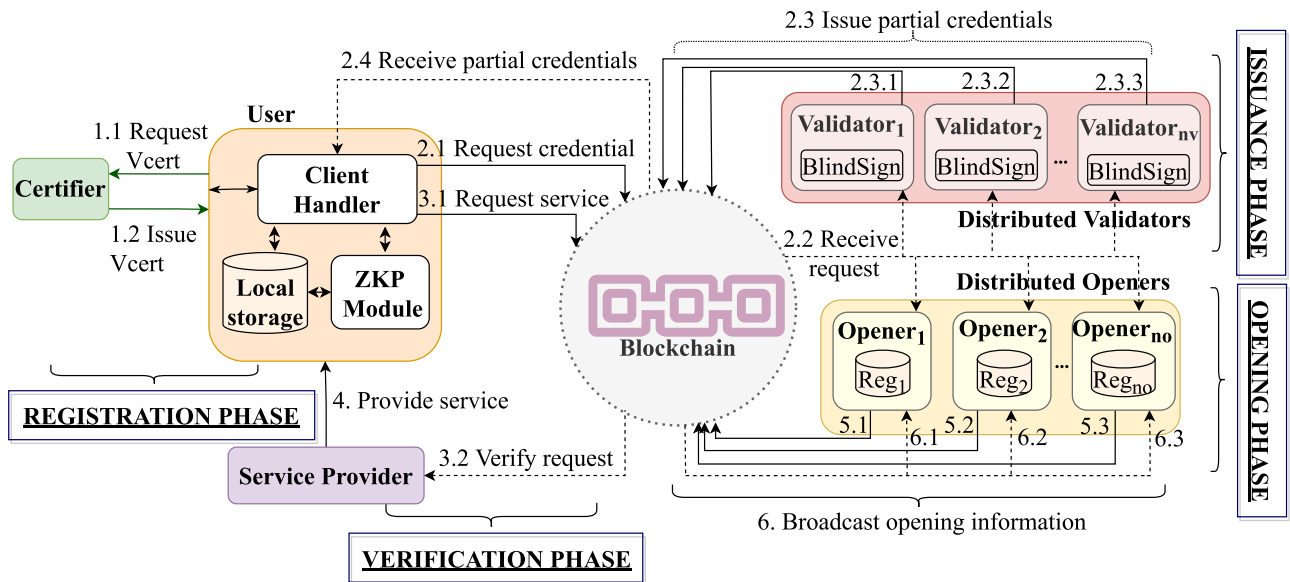 2.3 Issue partial credentials
2.4 Receive partial credentials
2.3.1
2.3.2
2.3.3
User
1.1 Request
Vcert
Certifier
1.2 Issue
Vcert
Client
Handler
Local
storage
ZKP
Module
2.1 Request credential
3.1 Request service
Validator1
BlindSign
Validator2
BlindSign
...
Validatornv
BlindSign
Distributed Validators
ISSUANCE PHASE
2.2 Receive
request
Blockchain
Distributed Openers
Opener1
Reg1
Opener2
Reg2
...
Openerno
Regno
OPENING PHASE
5.1
6.1
5.2
6.2
5.3
6.3
REGISTRATION PHASE
4. Provide service
Service Provider
3.2 Verify request
VERIFICATION PHASE
6. Broadcast opening information